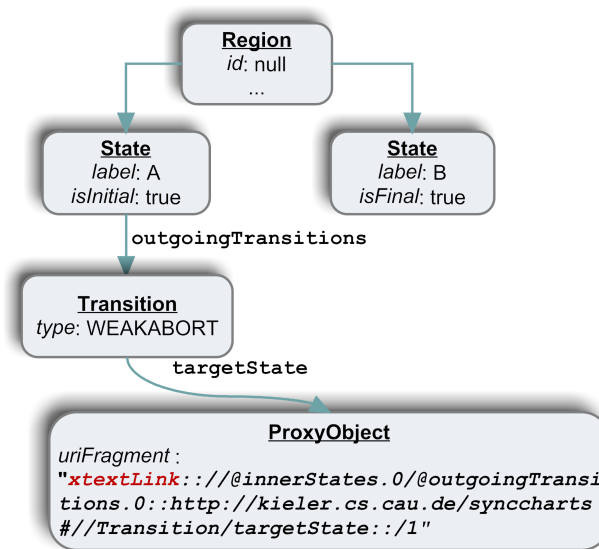 Region
id: null
...
State
label: A
isInitial: true
State
label: B
isFinal: true
outgoingTransitions
Transition
type: WEAKABORT
targetState
ProxyObject
uriFragment :
"xtextLink:://@innerStates.0/@outgoingTransi
tions.0::http://kieler.cs.cau.de/synccharts
#//Transition/targetState::/1"